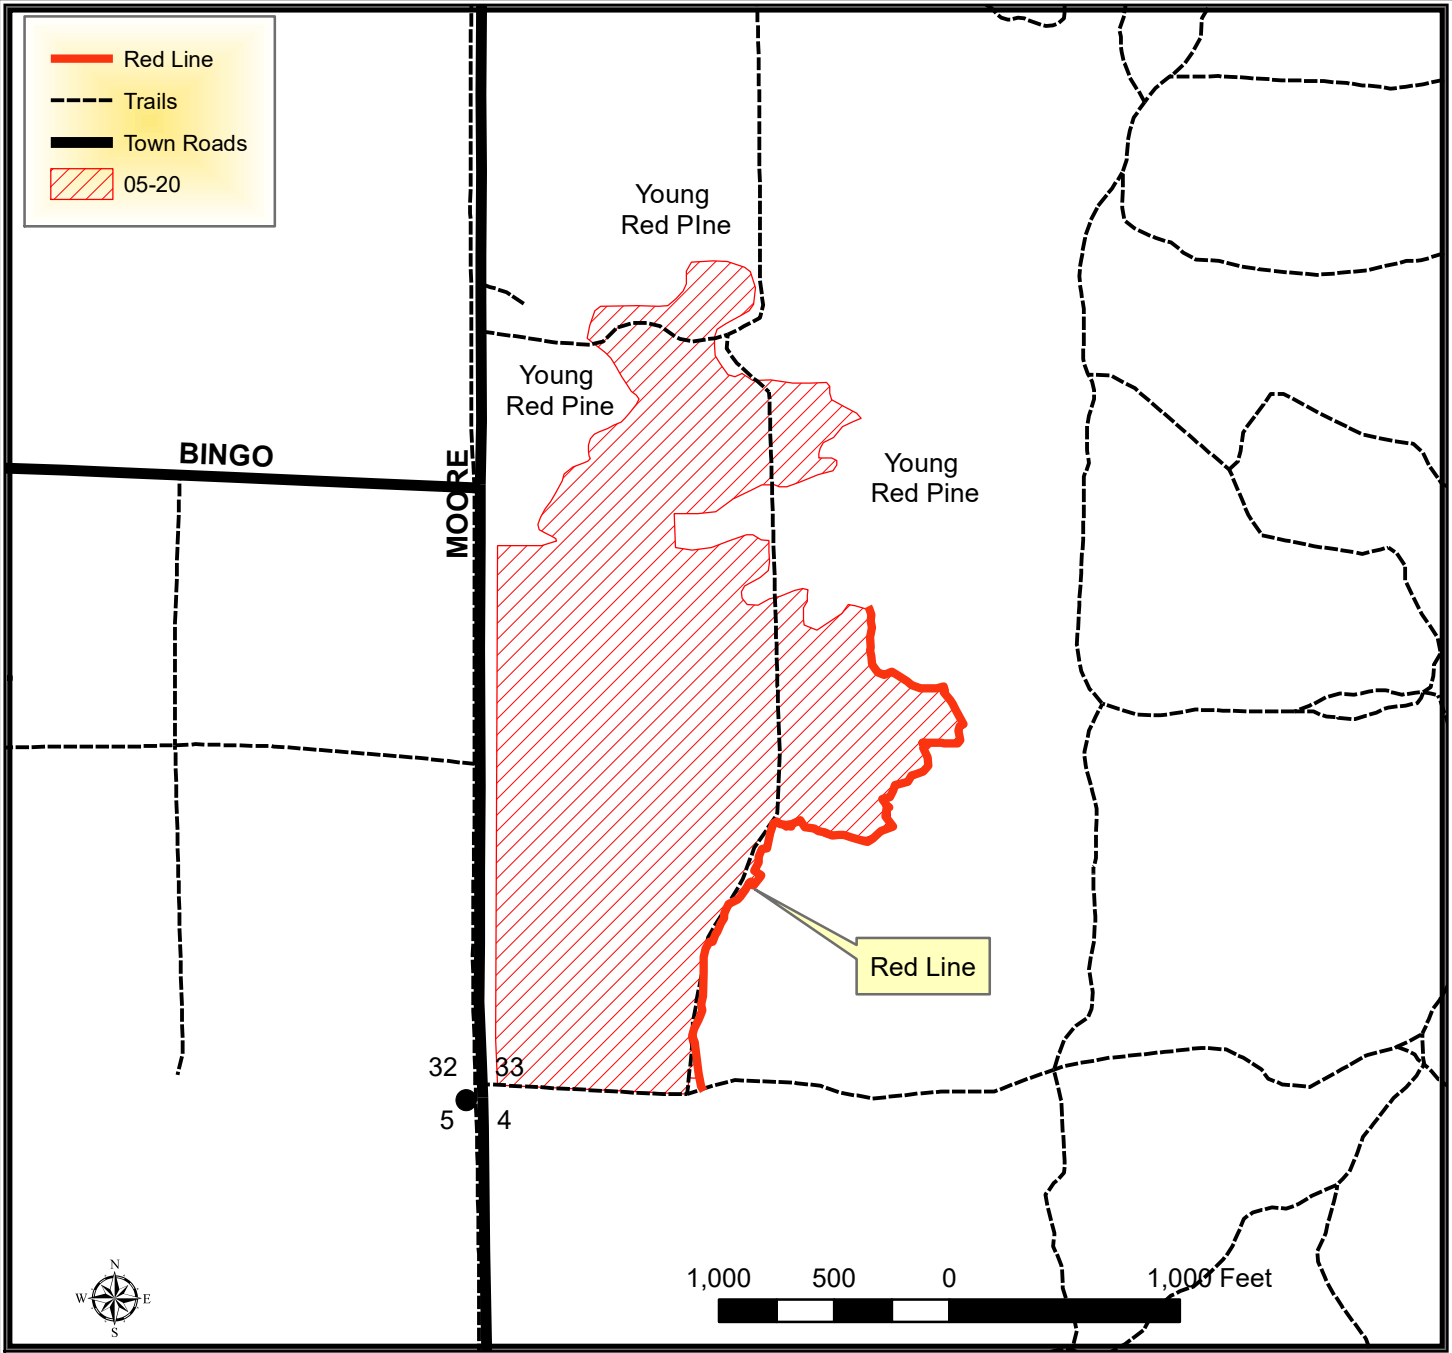 Red Line
Trails
Town Roads
05-20
Young
Red PIne
Young
Red Pine
BINGO
MOORE
Young
Red Pine
Red Line
32
33
5
4
N
W
E
S
1,000
500
0
1,000 Feet